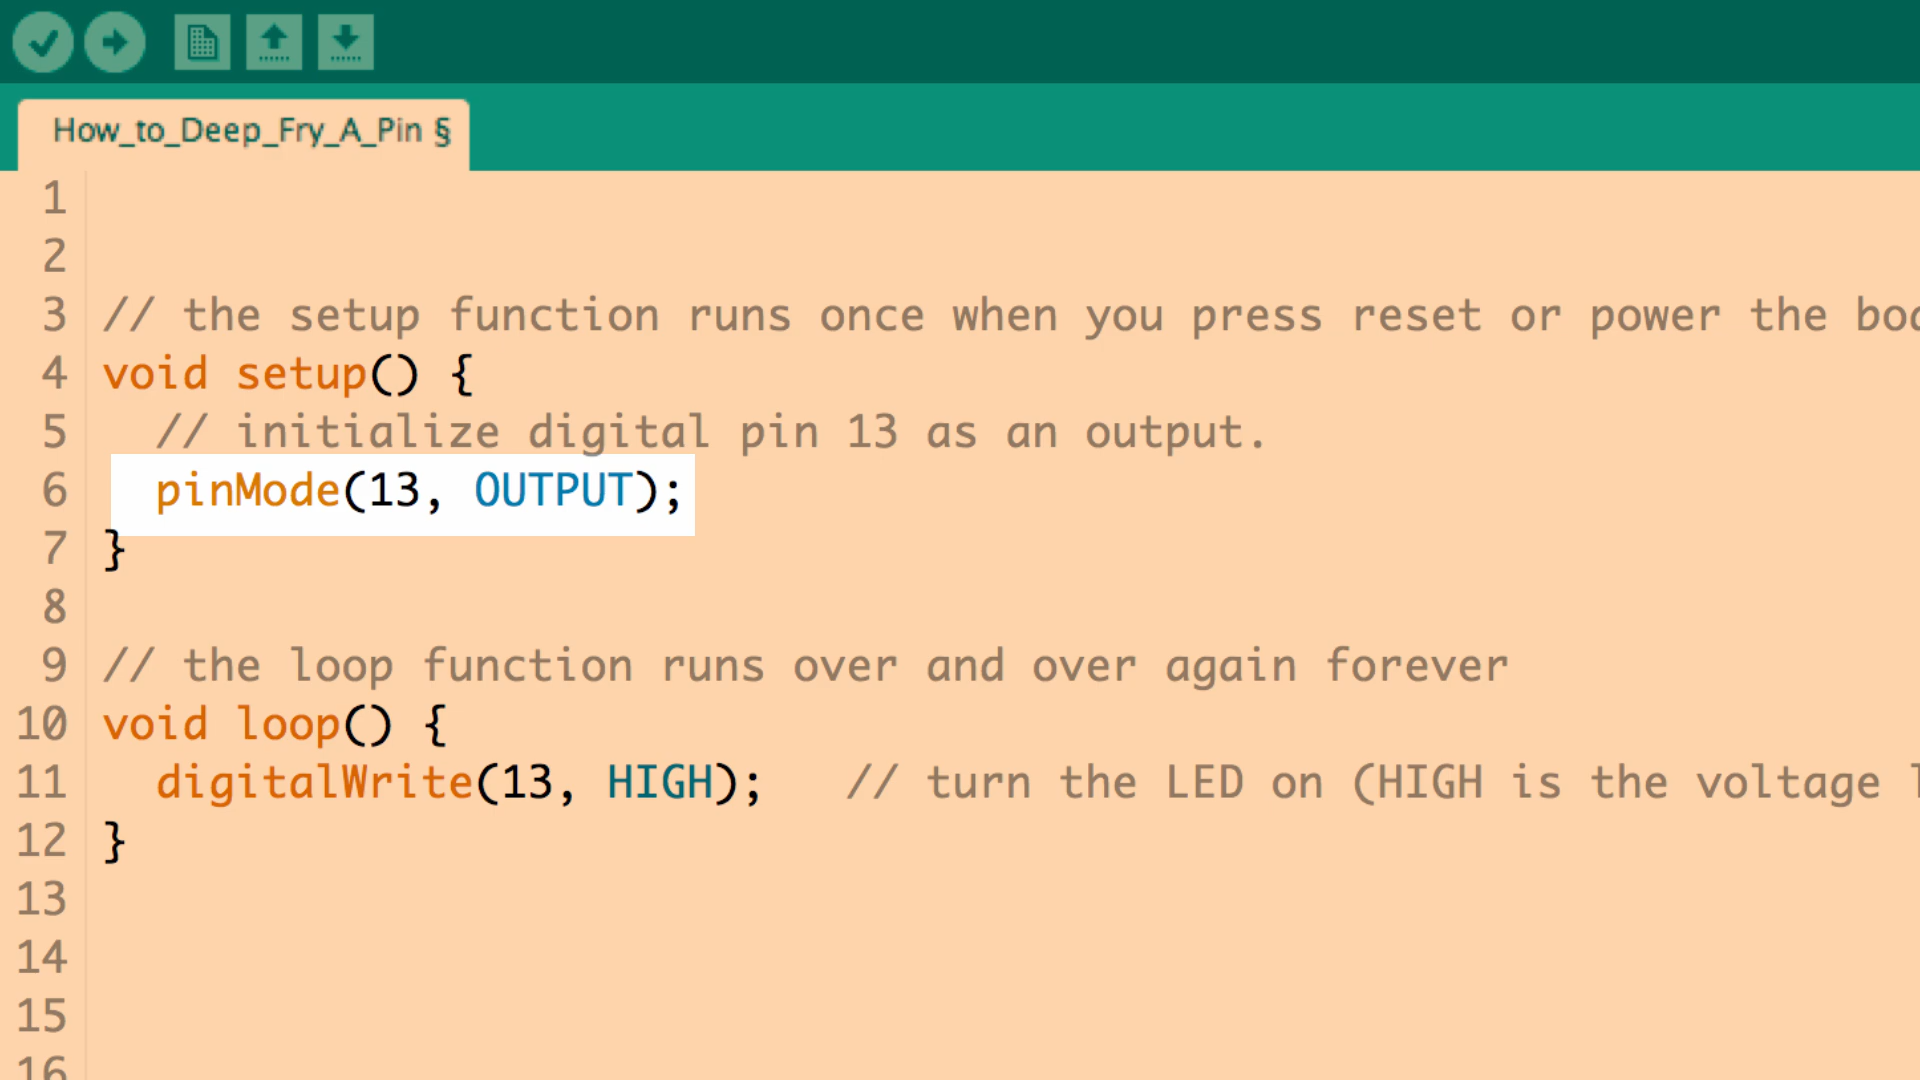 How_to_Deep_Fry_A_Pin §
1
2
3 // the setup function runs once when you press reset or power the
4 void setup() {
5 // initialize digital pin 13 as an output.
6 pinMode(13, OUTPUT);
7 }
8
9 // the loop function runs over and over again forever
10 void loop() {
11 digitalWrite(13, HIGH); // turn the LED on (HIGH is the voltage
12 }
13
14
15
16